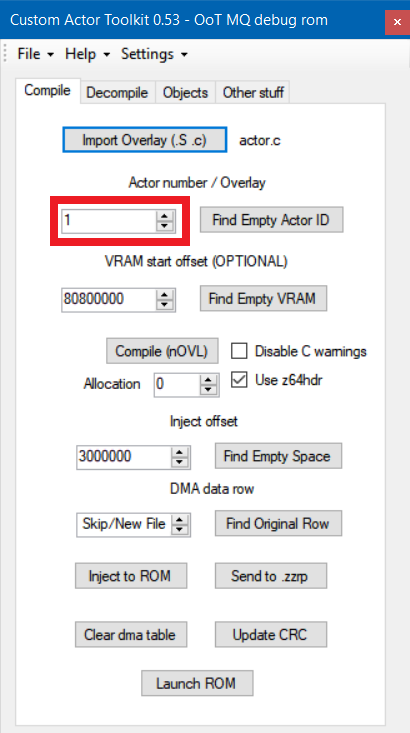 Custom Actor Toolkit 0.53 - OoT MQ debug rom
File Help Settings
Compile Decompile Objects Other stuff
Import Overlay (.S .c) actor.c
Actor number / Overlay
1 Find Empty Actor ID
VRAM start offset (OPTIONAL)
80800000 Find Empty VRAM
Compile (nOVL) Disable C warnings
Allocation 0 Use z64hdr
Inject offset
3000000 Find Empty Space
DMA data row
Skip/New File Find Original Row
Inject to ROM Send to .zzrp
Clear dma table Update CRC
Launch ROM